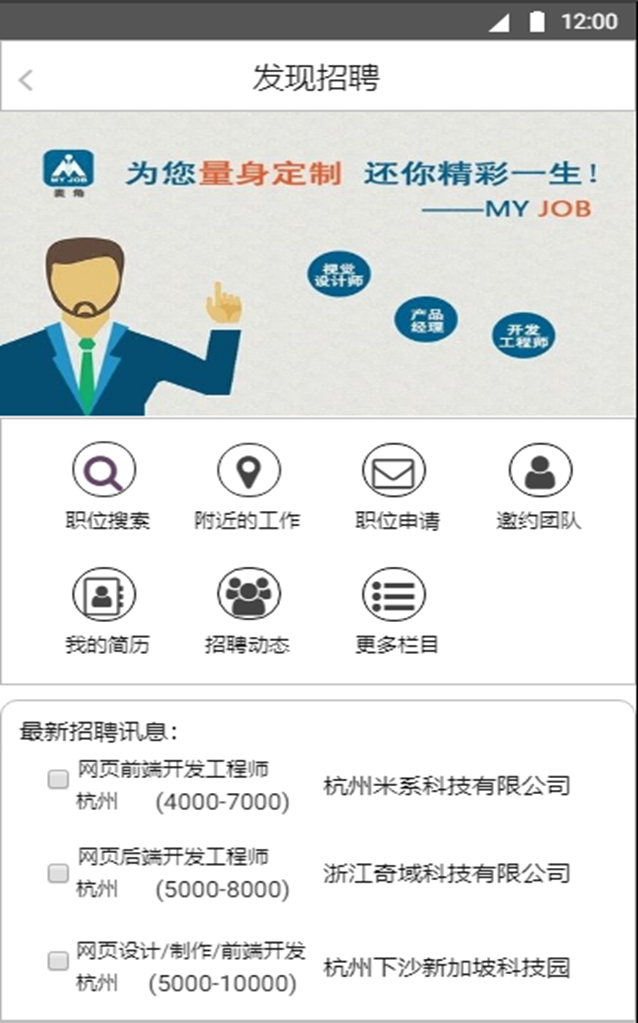 12:00
发现招聘
MY JOB
麦角
为您量身定制 还你精彩一生!
——MY JOB
视觉
设计师
产品
经理
开发
工程师
职位搜索 附近的工作 职位申请 邀约团队
我的简历 招聘动态 更多栏目
最新招聘讯息：
网页前端开发工程师
杭州 (4000-7000) 杭州米系科技有限公司
网页后端开发工程师
杭州 (5000-8000) 浙江奇域科技有限公司
网页设计/制作/前端开发
杭州 (5000-10000) 杭州下沙新加坡科技园